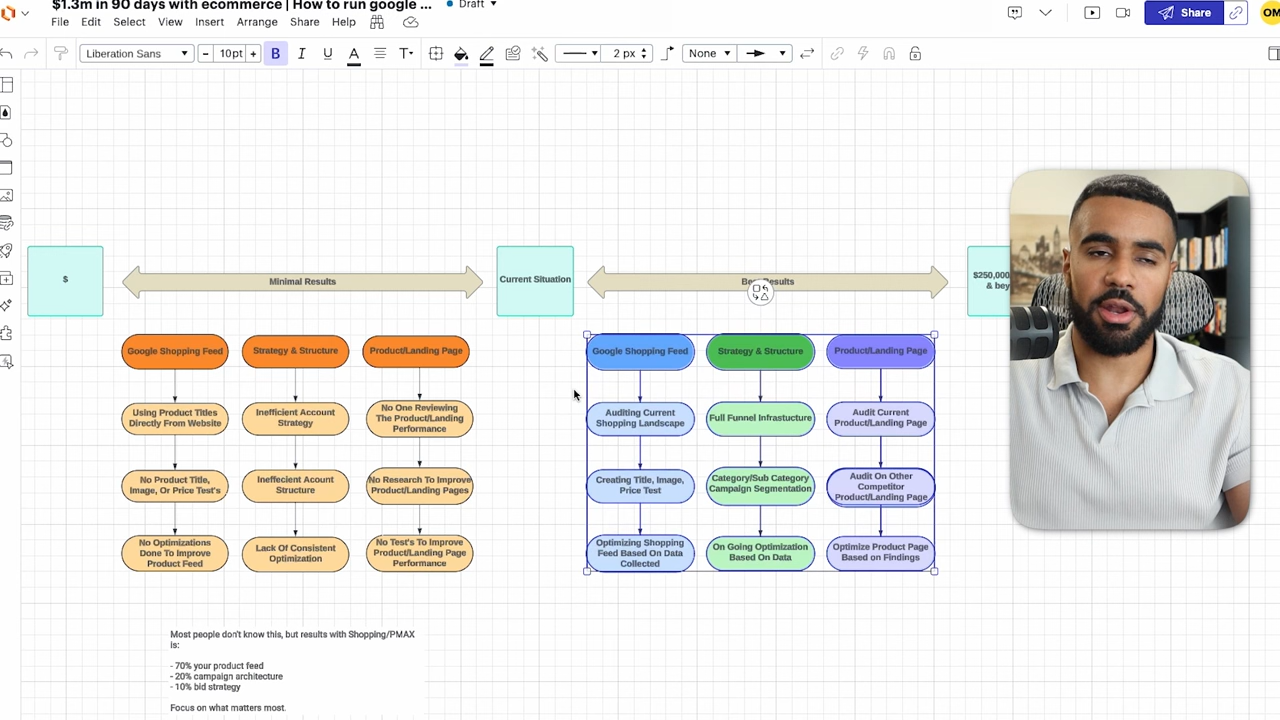 $1.3m in 90 days with ecommerce | How to run google ...
Draft
File Edit Select View Insert Arrange Share Help
Share
OM
Liberation Sans
- 10pt +
B I U A T
2 px
None
$
Minimal Results
Current Situation
Results
$250,000
Google Shopping Feed
Strategy & Structure
Product/Landing Page
Using Product Titles
Directly From Website
Inefficient Account
Strategy
No One Reviewing
The Product/Landing
Performance
No Product Title,
Image, Or Price Test's
Ineffecient Acount
Structure
No Research To Improve
Product/Landing Pages
No Optimizations
Done To Improve
Product Feed
Lack Of Consistent
Optimization
No Test's To Improve
Product/Landing Page
Performance
Google Shopping Feed
Strategy & Structure
Product/Landing Page
Auditing Current
Shopping Landscape
Full Funnel Infrastucture
Audit Current
Product/Landing Page
Creating Title, Image,
Price Test
Category/Sub Category
Campaign Segmentation
Audit On Other
Competitor
Product/Landing Page
Optimizing Shopping
Feed Based On Data
Collected
On Going Optimization
Based On Data
Optimize Product Page
Based on Findings
Most people don't know this, but results with Shopping/PMAX
is:
- 70% your product feed
- 20% campaign architecture
- 10% bid strategy
Focus on what matters most.